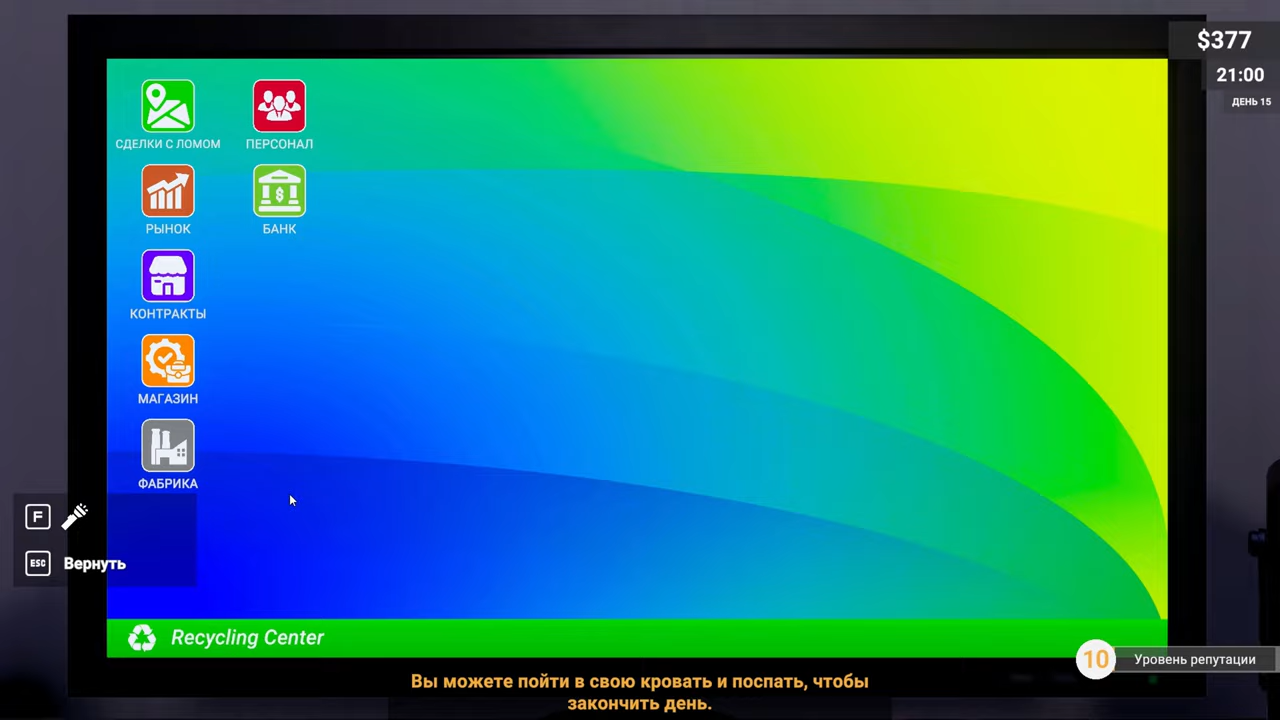 $377
21:00
ДЕНЬ 15
СДЕЛКИ С ЛОМОМ
ПЕРСОНАЛ
РЫНОК
БАНК
КОНТРАКТЫ
МАГАЗИН
ФАБРИКА
F
ESC Вернуть
Recycling Center
10 Уровень репутации
Вы можете пойти в свою кровать и поспать, чтобы
закончить день.